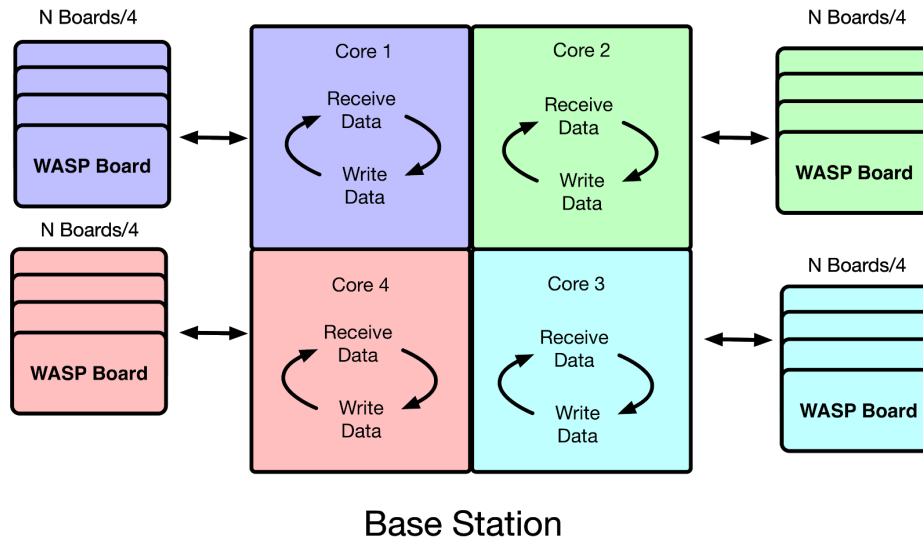 N Boards/4
WASP Board
Core 1
Receive
Data
Write
Data
Core 2
Receive
Data
Write
Data
N Boards/4
WASP Board
N Boards/4
WASP Board
Core 4
Receive
Data
Write
Data
Core 3
Receive
Data
Write
Data
N Boards/4
WASP Board
Base Station